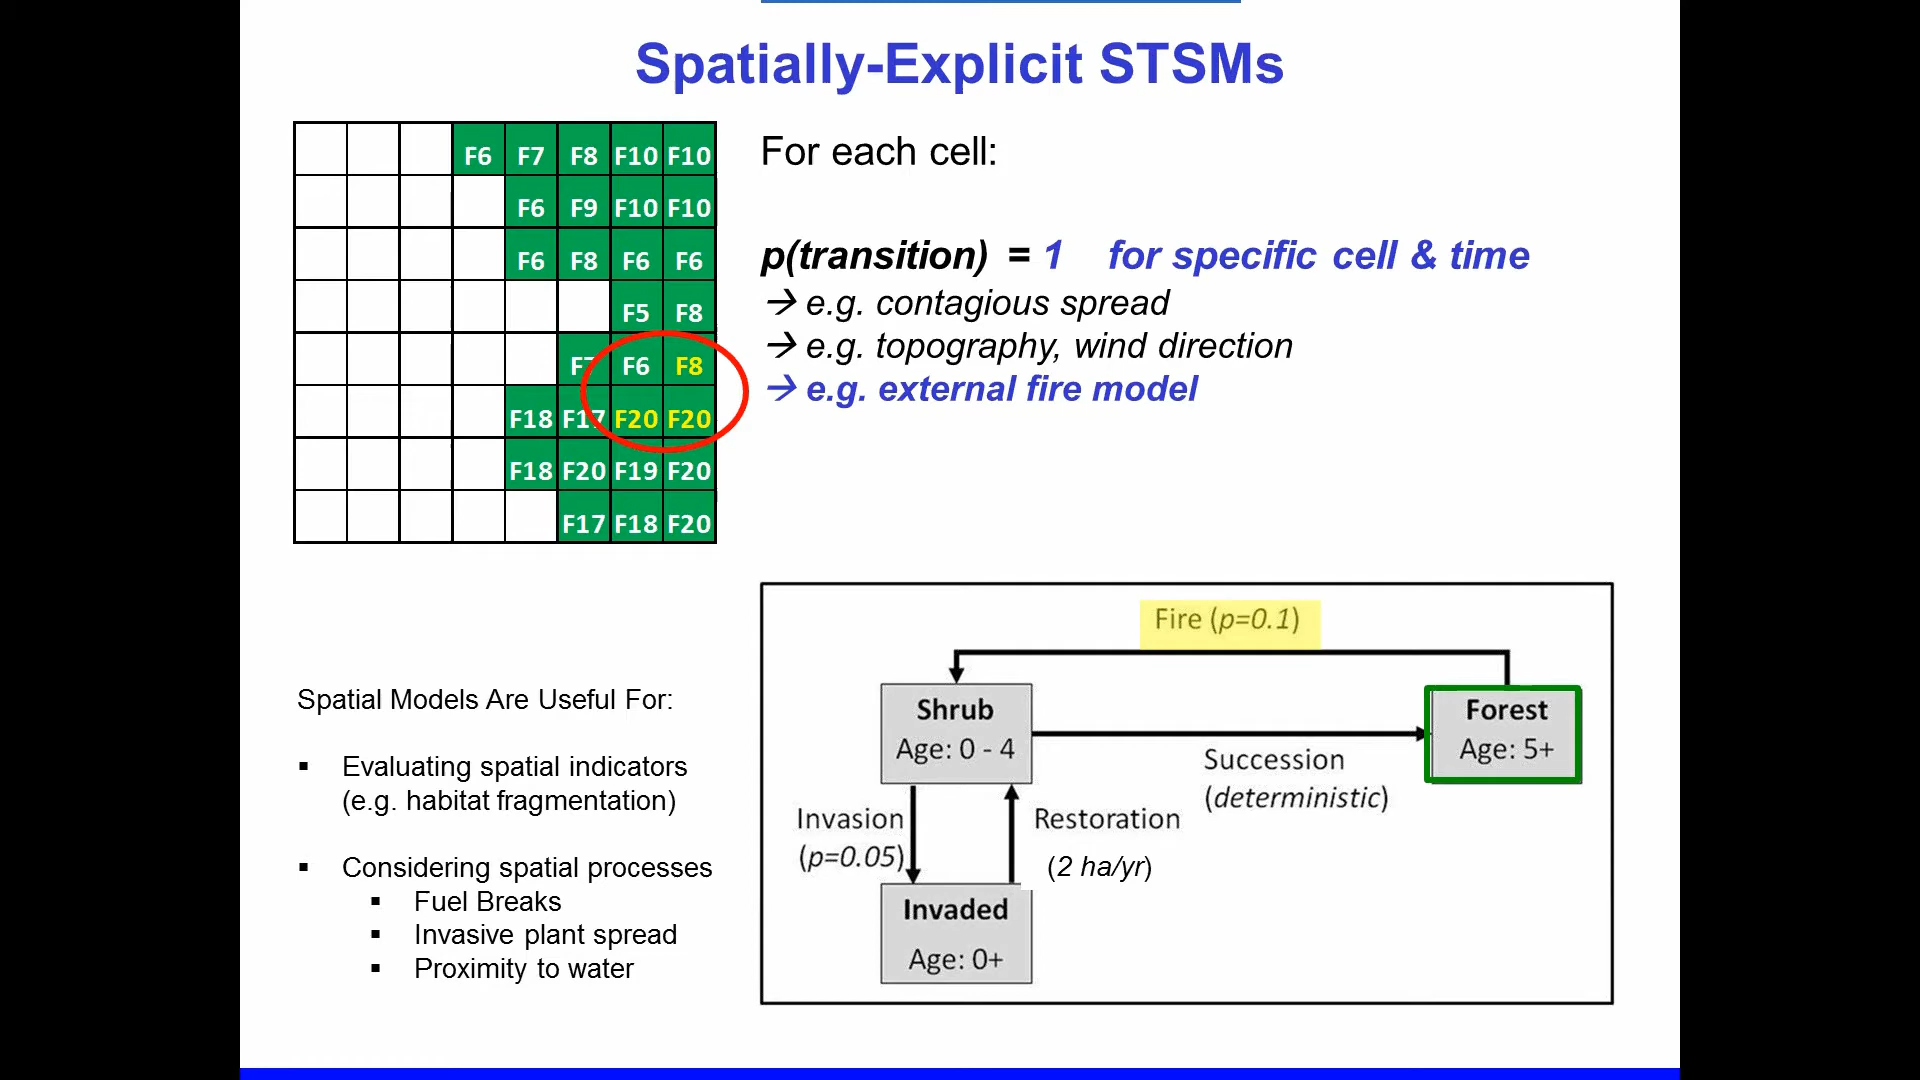 Spatially-Explicit STSMs
F6 F7 F8 F10 F10
F6 F9 F10 F10
F6 F8 F6 F6
F5 F8
F7 F6 F8
F18 F17 F20 F20
F18 F20 F19 F20
F17 F18 F20
For each cell:
p(transition) = 1 for specific cell & time
→ e.g. contagious spread
→ e.g. topography, wind direction
→ e.g. external fire model
Spatial Models Are Useful For:
▪ Evaluating spatial indicators
(e.g. habitat fragmentation)
▪ Considering spatial processes
▪ Fuel Breaks
▪ Invasive plant spread
▪ Proximity to water
Fire (p=0.1)
Shrub
Age: 0 - 4
Forest
Age: 5+
Succession
(deterministic)
Invasion
(p=0.05)
Restoration
(2 ha/yr)
Invaded
Age: 0+